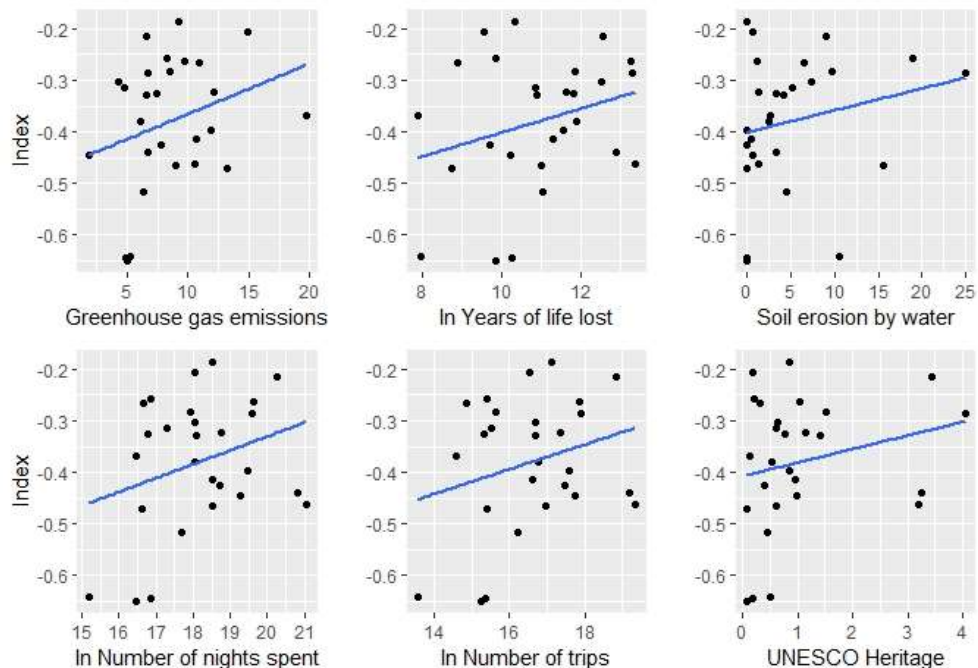 -0.2
-0.3
-0.4
-0.5
-0.6
Index
5 10 15 20
Greenhouse gas emissions
-0.2
-0.3
-0.4
-0.5
-0.6
8 10 12
ln Years of life lost
-0.2
-0.3
-0.4
-0.5
-0.6
0 5 10 15 20 25
Soil erosion by water
-0.2
-0.3
-0.4
-0.5
-0.6
Index
15 16 17 18 19 20 21
ln Number of nights spent
-0.2
-0.3
-0.4
-0.5
-0.6
14 16 18
ln Number of trips
-0.2
-0.3
-0.4
-0.5
-0.6
0 1 2 3 4
UNESCO Heritage